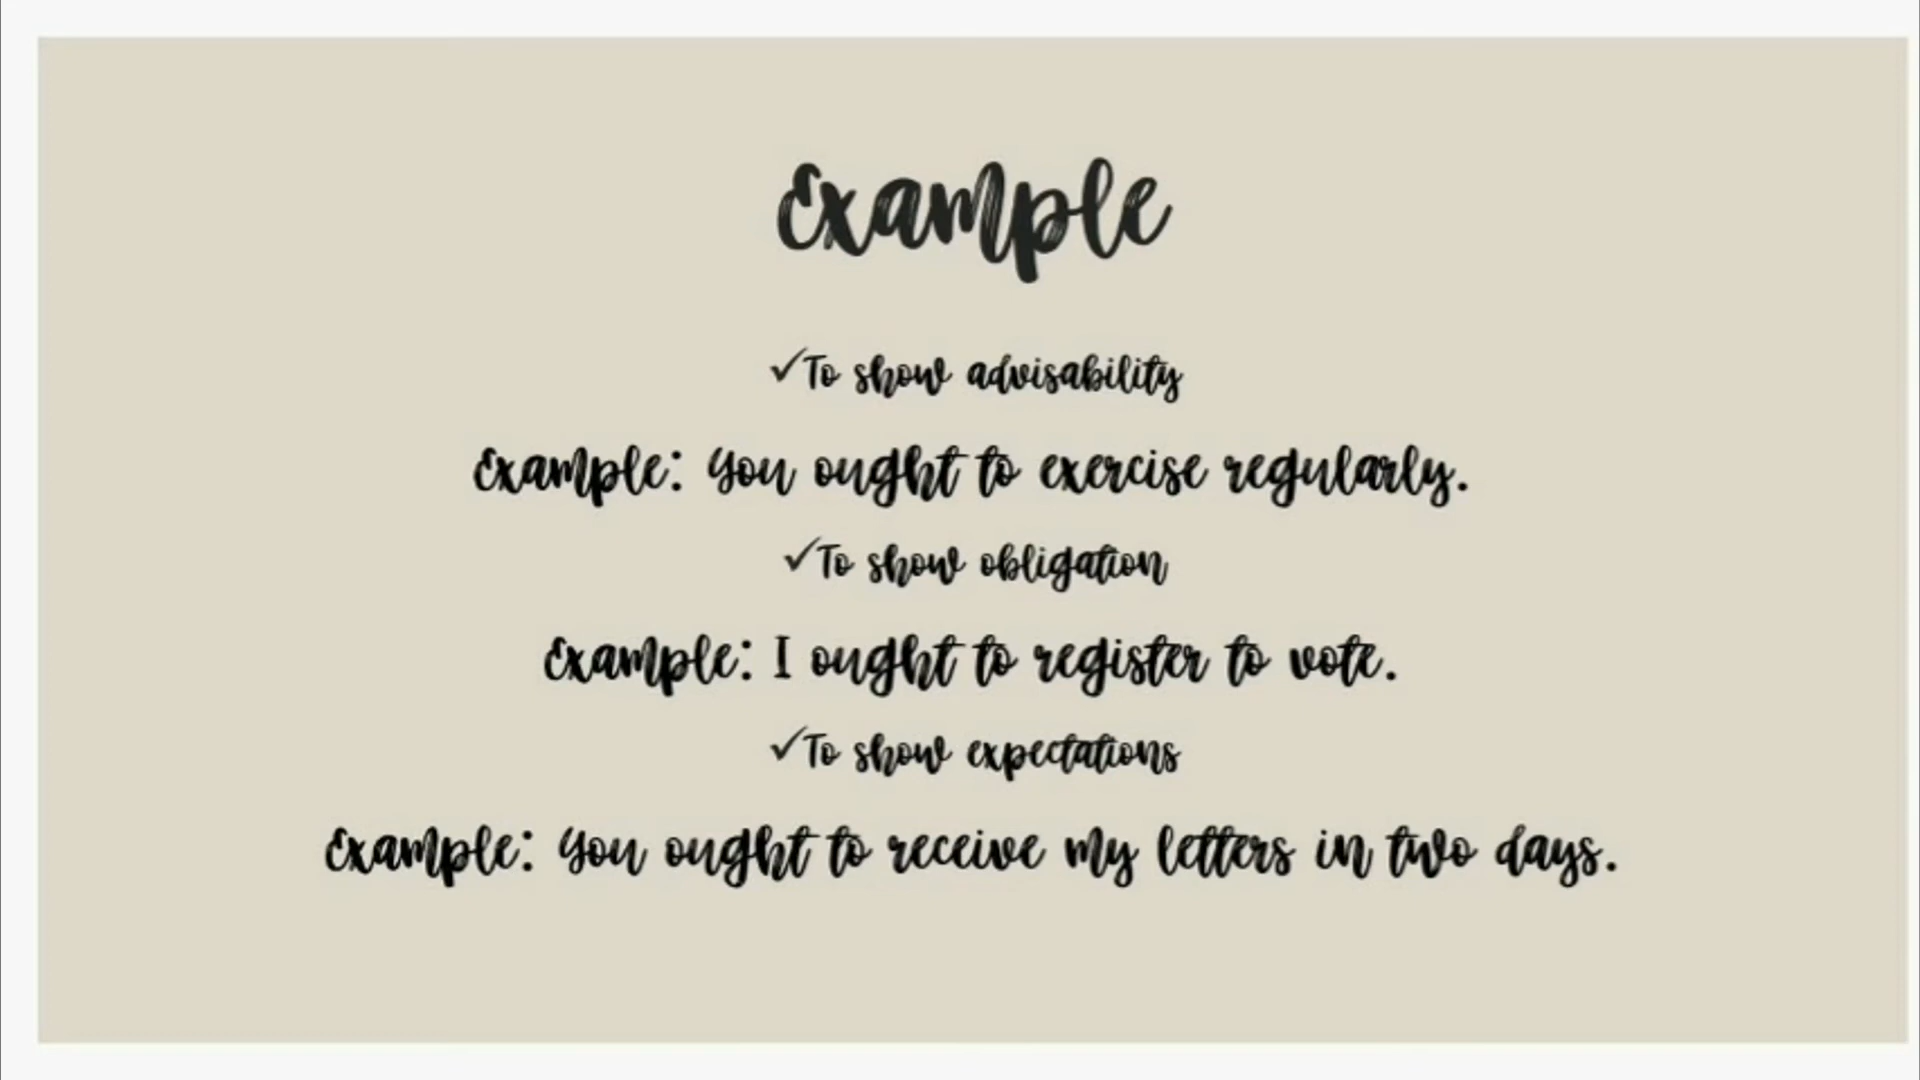 Example
✓To show advisability
Example: You ought to exercise regularly.
✓To show obligation
Example: I ought to register to vote.
✓To show expectations
Example: You ought to receive my letters in two days.